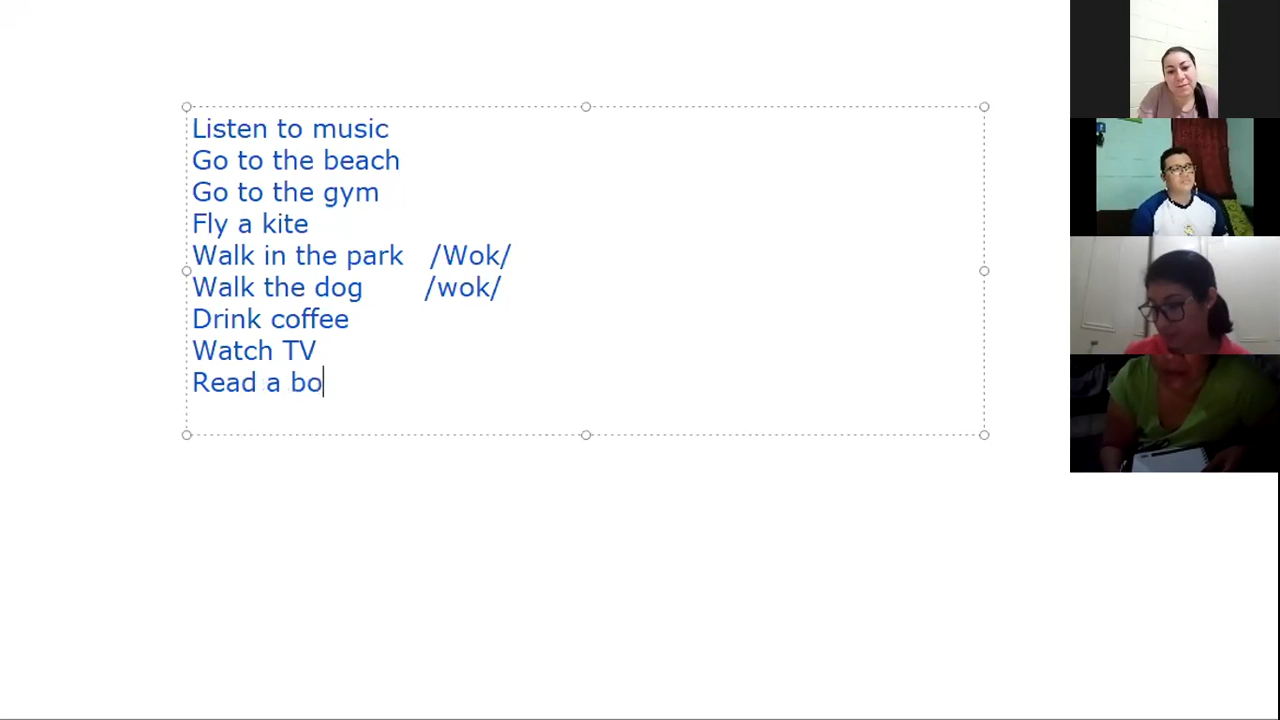 Listen to music
Go to the beach
Go to the gym
Fly a kite
Walk in the park /Wok/
Walk the dog /wok/
Drink coffee
Watch TV
Read a bo